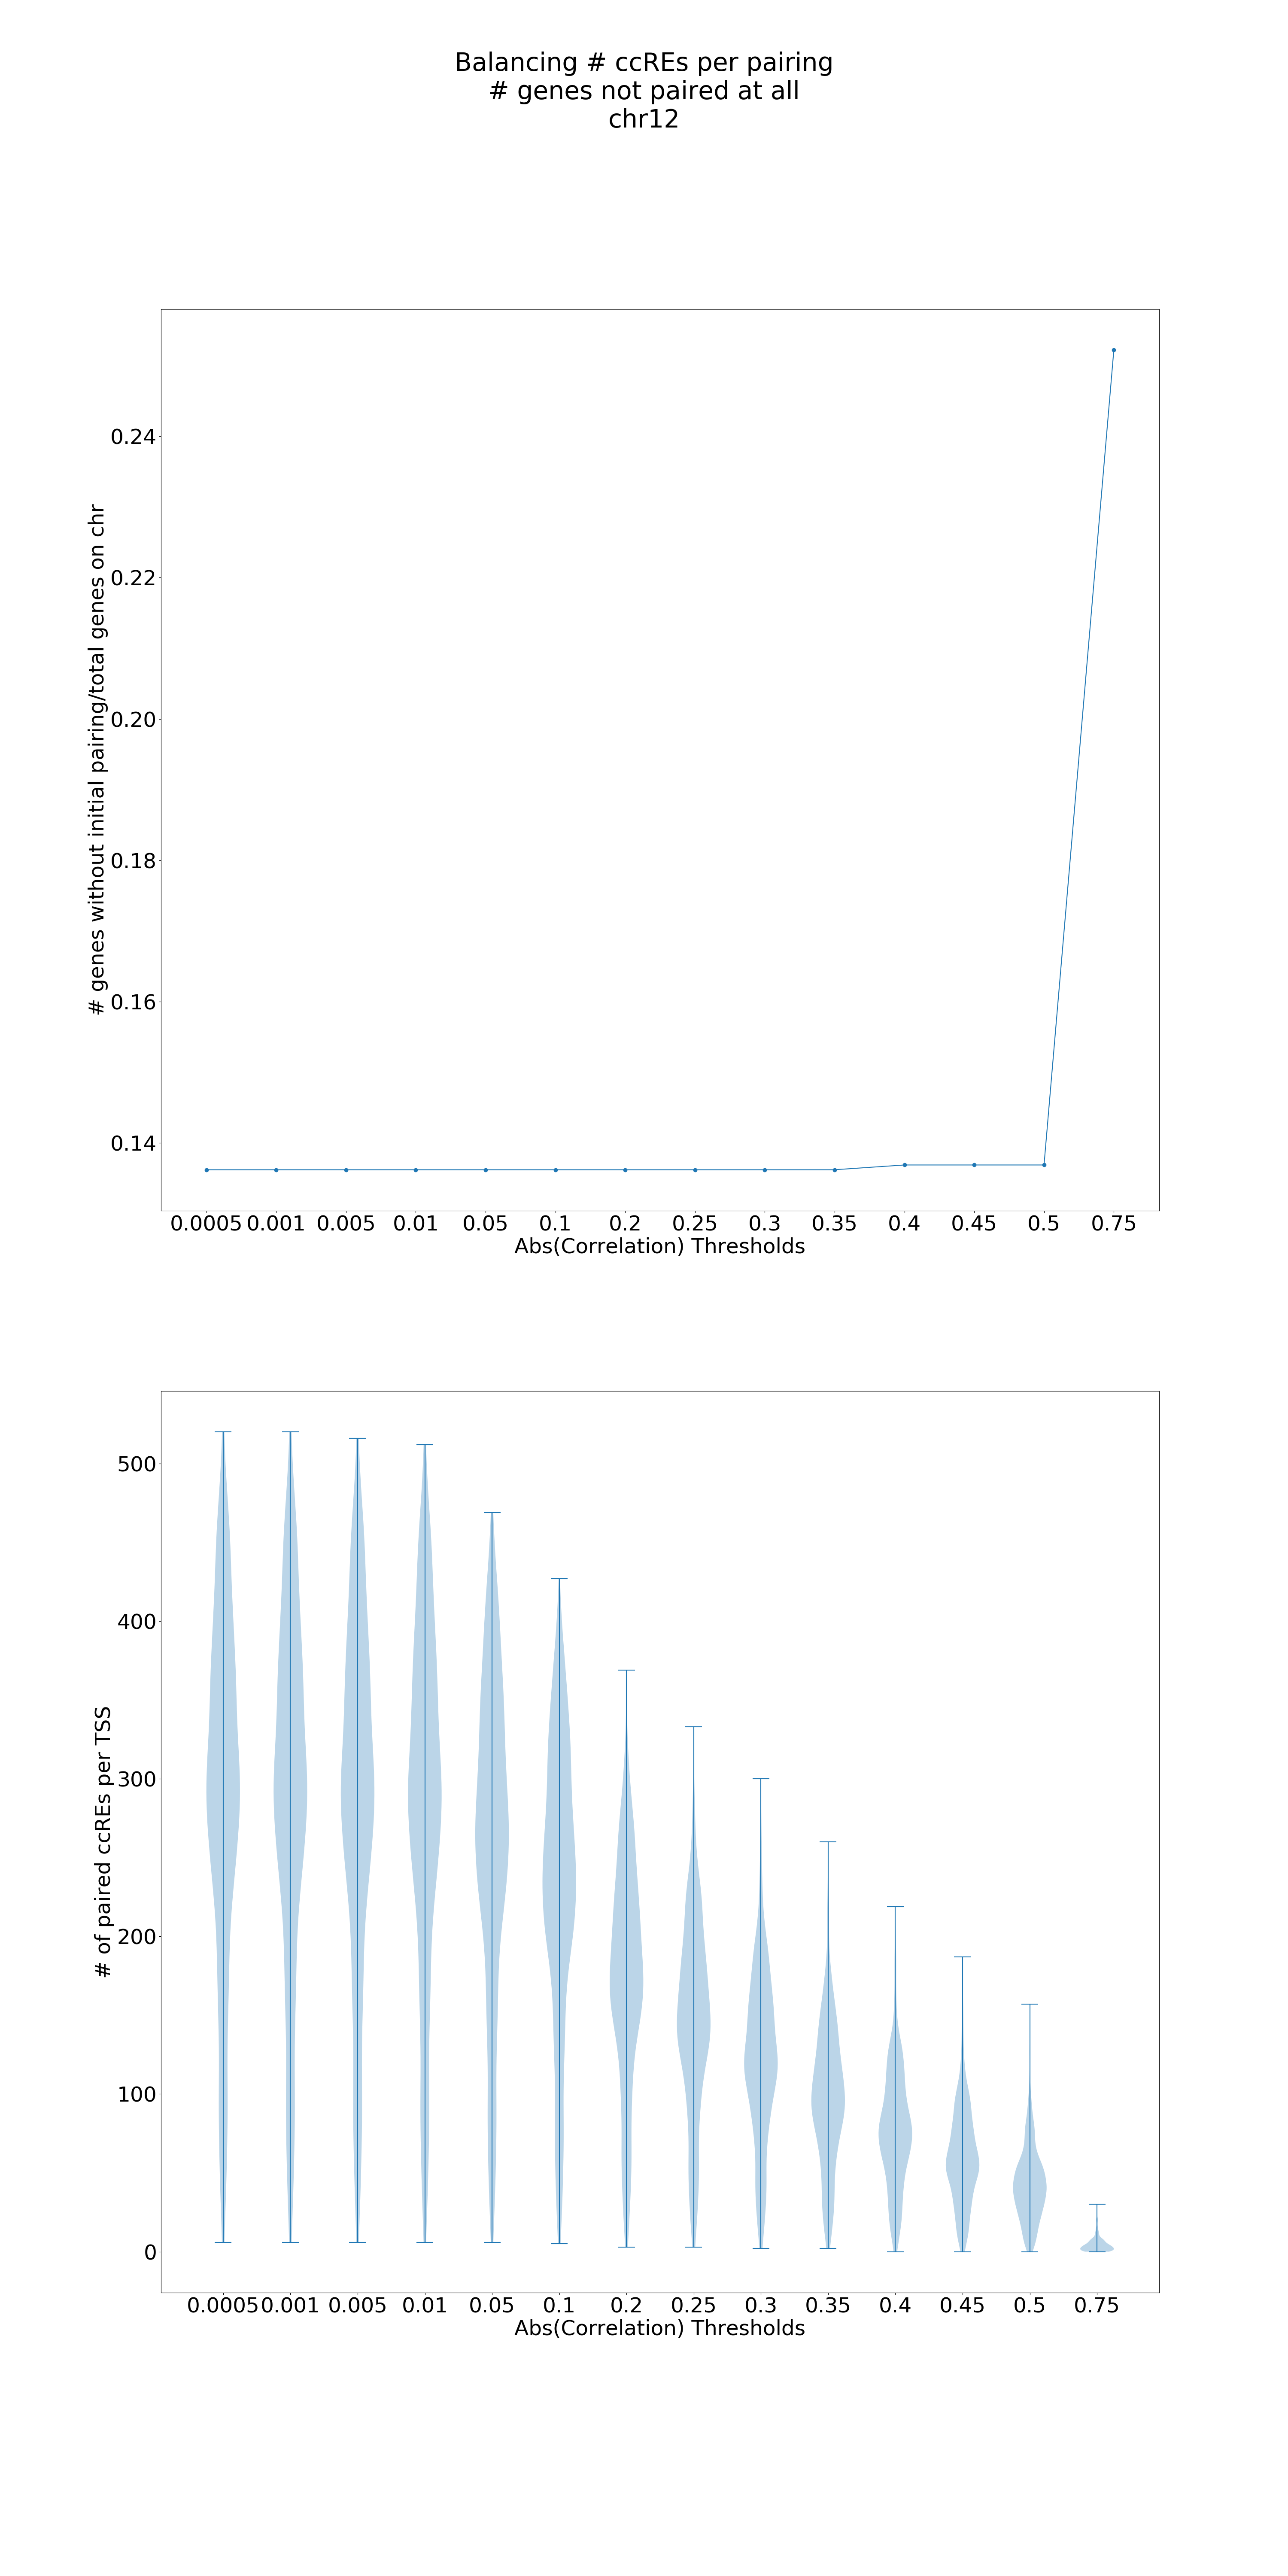 Balancing # ccREs per pairing
# genes not paired at all
chr12
# genes without initial pairing/total genes on chr
0.24
0.22
0.20
0.18
0.16
0.14
0.0005 0.001 0.005 0.01 0.05 0.1 0.2 0.25 0.3 0.35 0.4 0.45 0.5 0.75
Abs(Correlation) Thresholds
# of paired ccREs per TSS
500
400
300
200
100
0
0.0005 0.001 0.005 0.01 0.05 0.1 0.2 0.25 0.3 0.35 0.4 0.45 0.5 0.75
Abs(Correlation) Thresholds